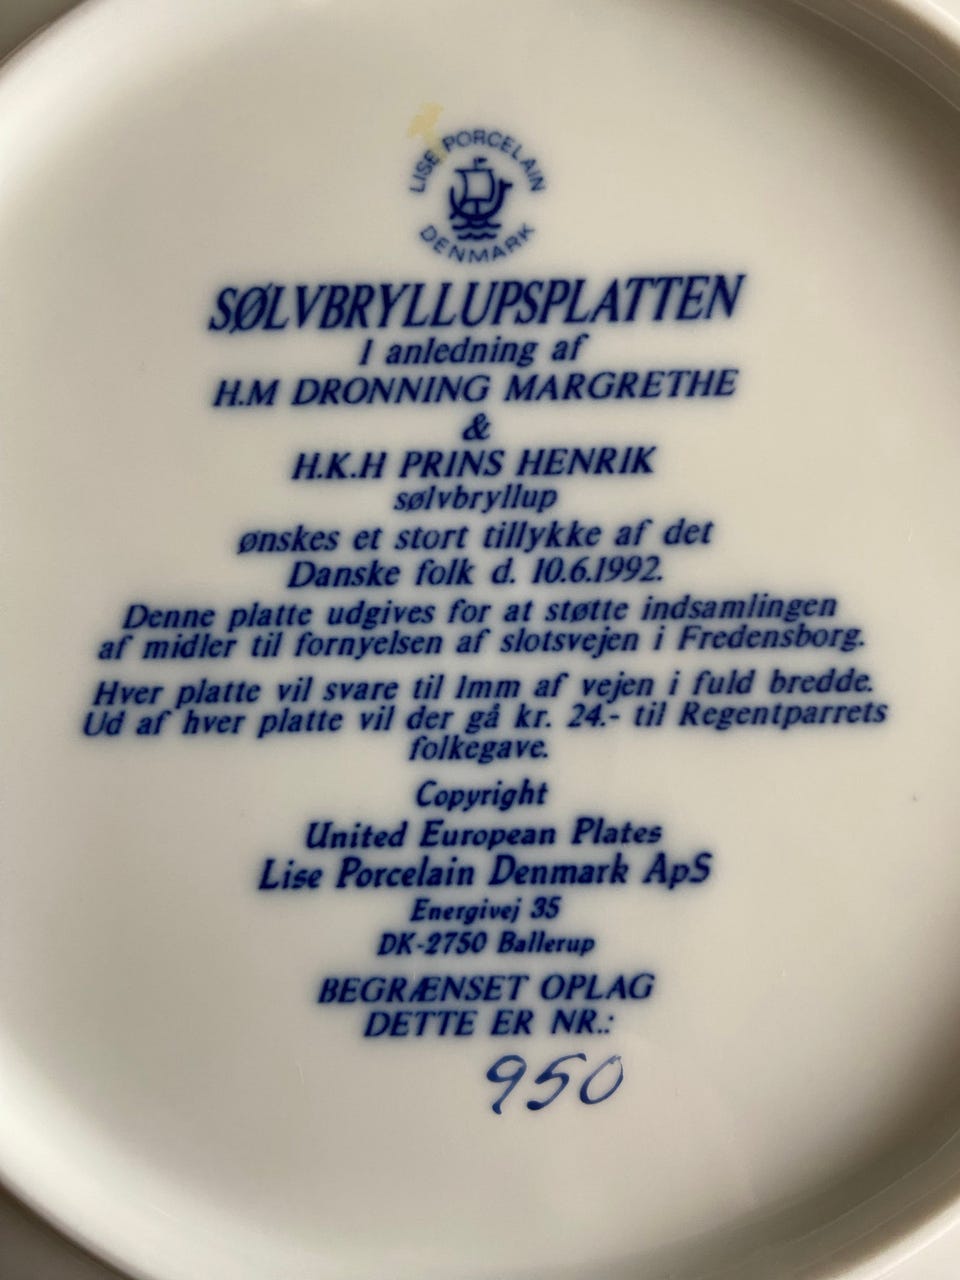 LISE PORCELAIN
DENMARK
SØLVBRYLLUPSPLATTEN
I anledning af
H.M DRONNING MARGRETHE
&
H.K.H PRINS HENRIK
sølvbryllup
ønskes et stort tillykke af det
Danske folk d. 10.6.1992.
Denne platte udgives for at støtte indsamlingen
af midler til fornyelsen af slotsvejen i Fredensborg.
Hver platte vil svare til 1mm af vejen i fuld bredde.
Ud af hver platte vil der gå kr. 24.- til Regentparrets
folkegave.
Copyright
United European Plates
Lise Porcelain Denmark ApS
Energivej 35
DK-2750 Ballerup
BEGRÆNSET OPLAG
DETTE ER NR.:
950